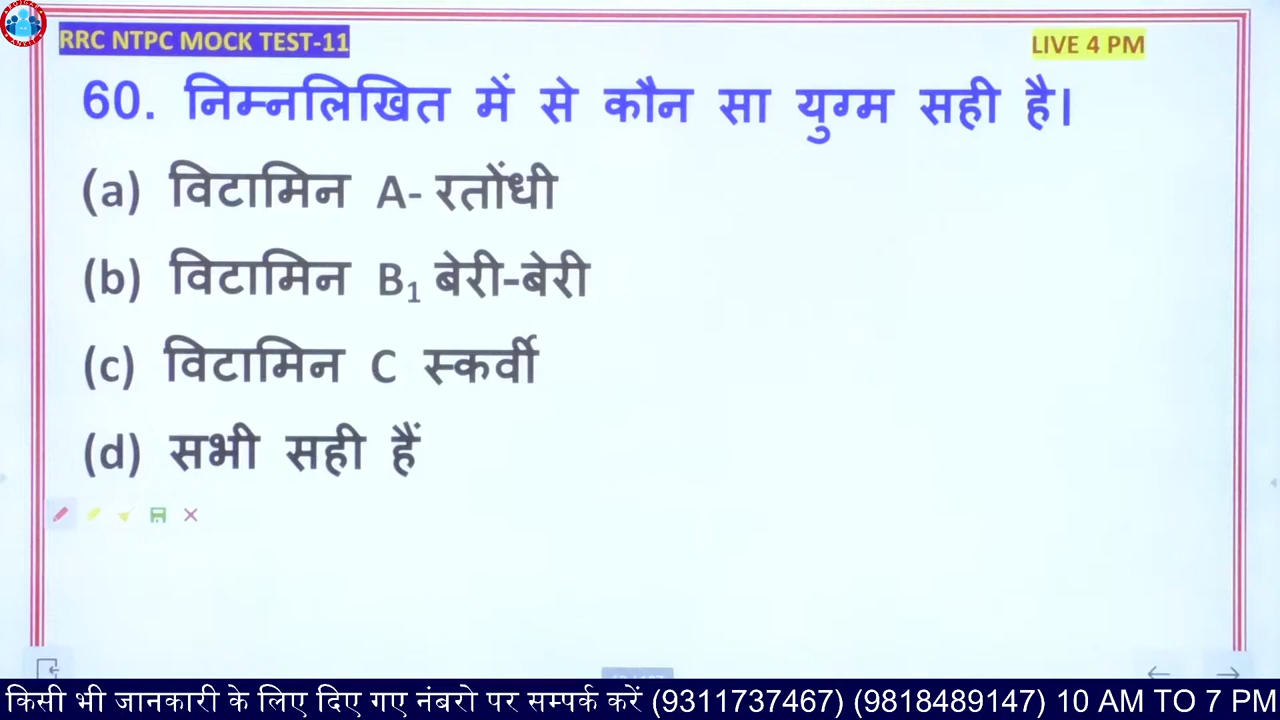 RRC NTPC MOCK TEST-11
LIVE 4 PM
60. निम्नलिखित में से कौन सा युग्म सही है।
(a) विटामिन A- रतोंधी
(b) विटामिन B₁ बेरी-बेरी
(c) विटामिन C स्कर्वी
(d) सभी सही हैं
किसी भी जानकारी के लिए दिए गए नंबरो पर सम्पर्क करें (9311737467) (9818489147) 10 AM TO 7 PM